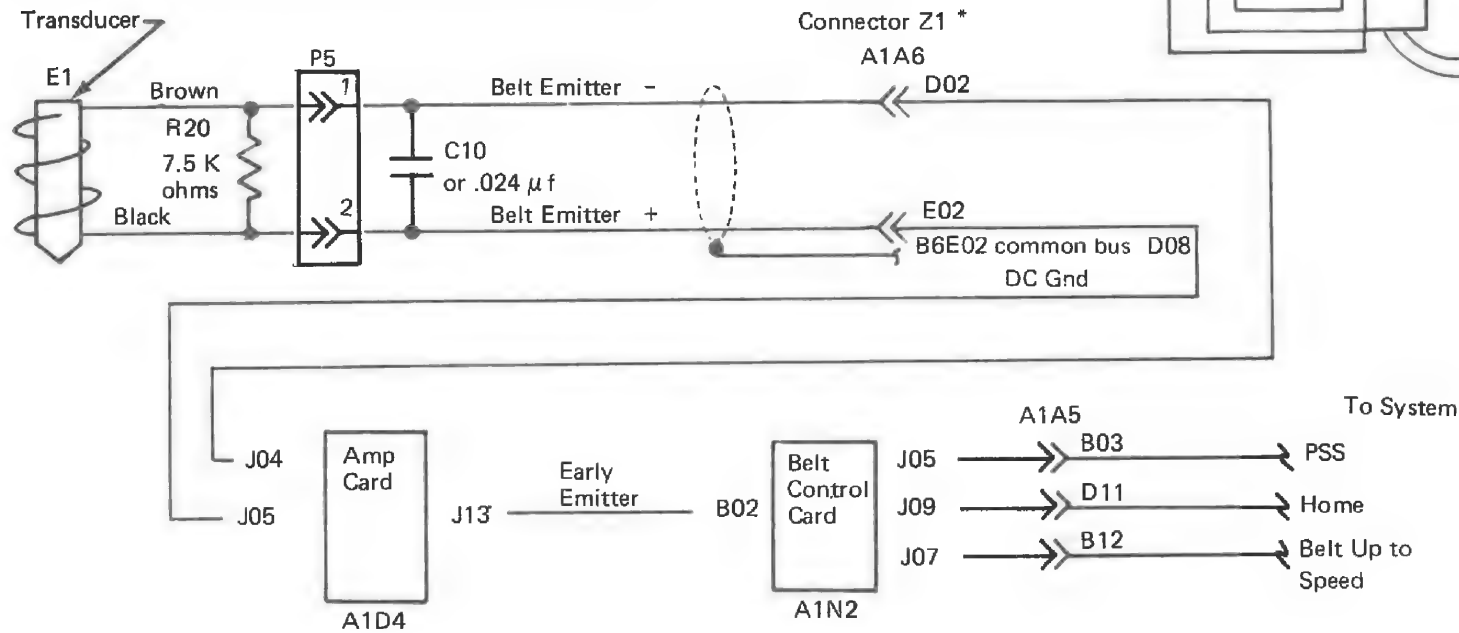 Transducer
E1
Brown
R20
7.5 K
ohms
Black
P5
1
2
C10
or .024 μf
Belt Emitter -
Belt Emitter +
Connector Z1 *
A1A6
D02
E02
B6E02 common bus D08
DC Gnd
J04
J05
Amp
Card
A1D4
J13
Early
Emitter
B02
Belt
Control
Card
A1N2
J05
J09
J07
A1A5
B03
D11
B12
To System
PSS
Home
Belt Up to
Speed